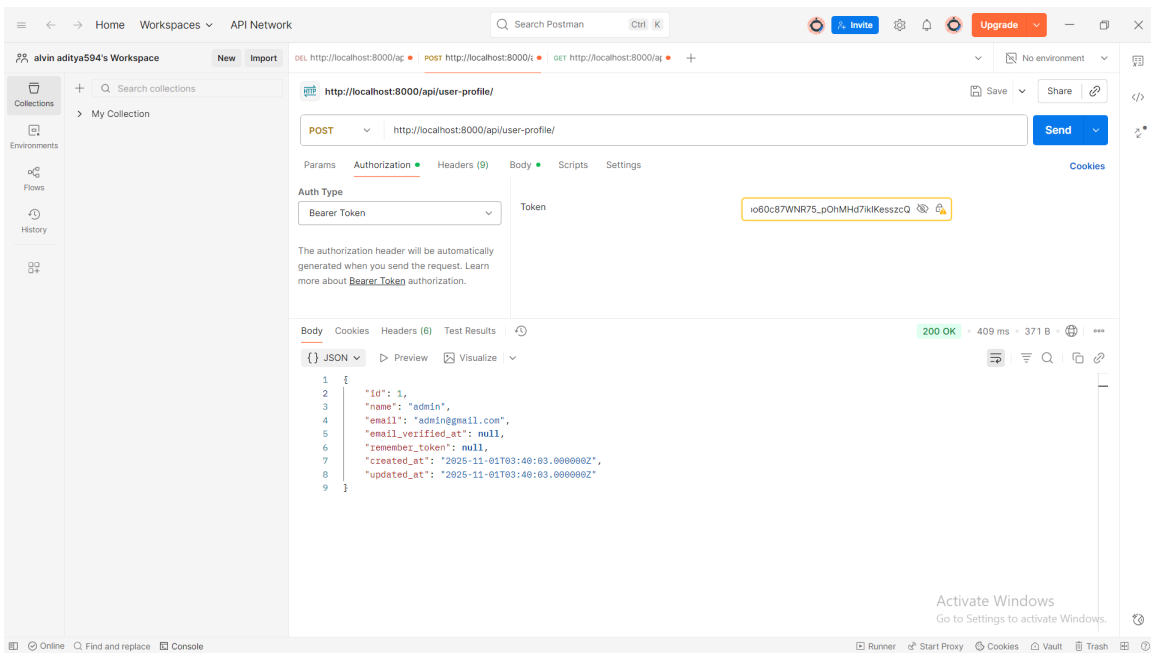 Home Workspaces API Network Search Postman Ctrl K Invite Upgrade
alvin aditya594's Workspace New Import DEL http://localhost:8000/ap POST http://localhost:8000/a GET http://localhost:8000/ap No environment
Collections
Search collections
My Collection
Environments
Flows
History
HTTP http://localhost:8000/api/user-profile/ Save Share
POST http://localhost:8000/api/user-profile/ Send
Params Authorization Headers (9) Body Scripts Settings Cookies
Auth Type
Bearer Token
Token
The authorization header will be automatically
generated when you send the request. Learn
more about Bearer Token authorization.
Body Cookies Headers (6) Test Results 200 OK 409 ms 371 B
{} JSON Preview Visualize
1 {
2 "id": 1,
3 "name": "admin",
4 "email": "admin@gmail.com",
5 "email_verified_at": null,
6 "remember_token": null,
7 "created_at": "2025-11-01T03:40:03.000000Z",
8 "updated_at": "2025-11-01T03:40:03.000000Z"
9 }
Activate Windows
Go to Settings to activate Windows.
Online Find and replace Console Runner Start Proxy Cookies Vault Trash